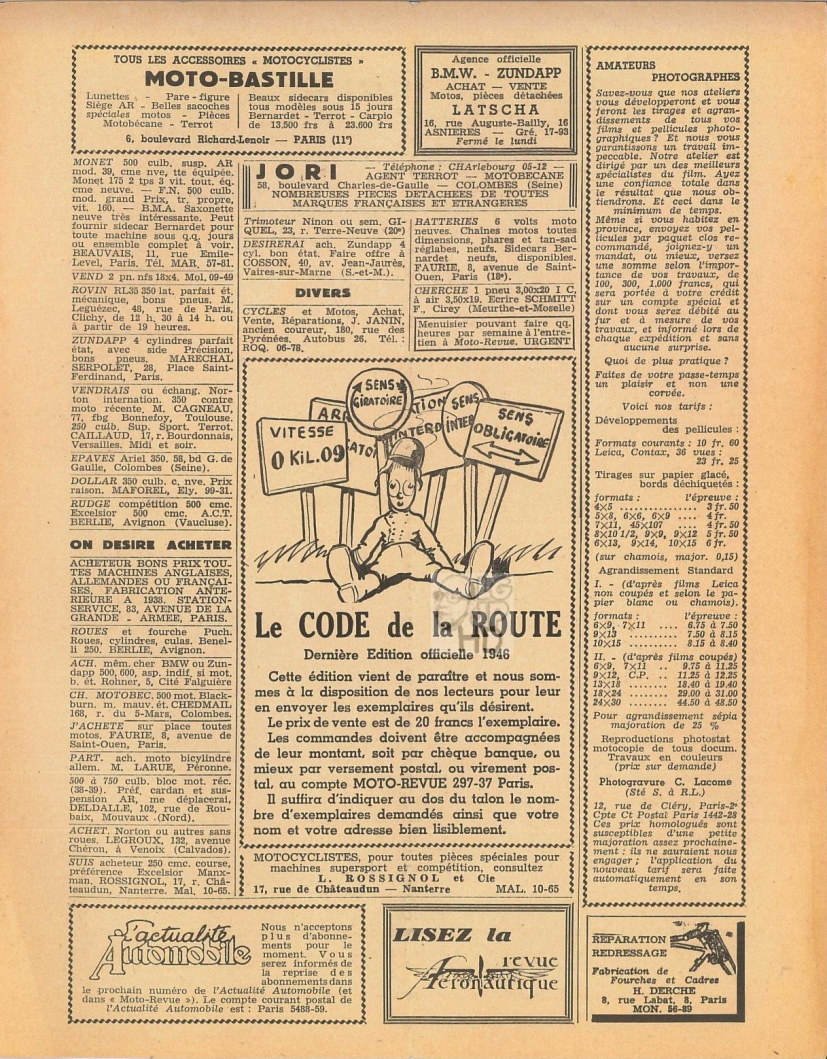 TOUS LES ACCESSOIRES « MOTOCYCLISTES »
MOTO-BASTILLE
Lunettes - Pare-figure
Siège AR - Belles sacoches
spéciales motos - Pièces
Motobécane - Terrot
Beaux sidecars disponibles
tous modèles sous 15 jours
Bernardet - Terrot - Carpio
de 13.500 frs à 23.600 frs
6, boulevard Richard-Lenoir — PARIS (11e)
Agence officielle
B.M.W. - ZUNDAPP
ACHAT — VENTE
Motos, pièces détachées
LATSCHA
16, rue Auguste-Bailly, 16
ASNIERES — Gré. 17-93
Fermé le lundi
MONET 500 culb. susp. AR
mod. 39, cme nve, tte équipée.
Monet 175 2 tps 3 vit. tout. éq.
cme neuve. — F.N. 500 culb.
mod. grand Prix, tr. propre,
vit. 160. — B.M.A. Saxonette
neuve très intéressante. Peut
fournir sidecar Bernardet pour
toute machine sous q.q. jours
ou ensemble complet à voir.
BEAUVAIS, 11, rue Emile-
Level, Paris. Tél. MAR. 57-81.
VEND 2 pn. nfs 18x4. Mol. 09-49
ROVIN RL35 350 lat. parfait ét.
mécanique, bons pneus. M.
Leguézec, 48, rue de Paris,
Clichy, de 12 h. 30 à 14 h. ou
à partir de 19 heures.
ZUNDAPP 4 cylindres parfait
état, avec side Précision,
bons pneus. MARECHAL
SERPOLET, 28, Place Saint-
Ferdinand, Paris.
VENDRAIS ou échang. Nor-
ton internation. 350 contre
moto récente. M. CAGNEAU,
77, fbg Bonnefoy, Toulouse.
250 culb. Sup. Sport. Terrot.
CAILLAUD, 17, r. Bourdonnais,
Versailles. Midi et soir.
EPAVES Ariel 350. 58, bd G. de
Gaulle, Colombes (Seine).
DOLLAR 350 culb. c. nve. Prix
raison. MAFOREL, Ely. 99-31.
RUDGE compétition 500 cmc.
Excelsior 500 cmc. A.C.T.
BERLIE, Avignon (Vaucluse).
ON DESIRE ACHETER
ACHETEUR BONS PRIX TOU-
TES MACHINES ANGLAISES,
ALLEMANDES OU FRANÇAI-
SES, FABRICATION ANTE-
RIEURE A 1938. STATION-
SERVICE, 83, AVENUE DE LA
GRANDE - ARMEE, PARIS.
ROUES et fourche Puch.
Roues, cylindres, culas. Benel-
li 250. BERLIE, Avignon.
ACH. mêm. cher BMW ou Zun-
dapp 500, 600, asp. indif. si mot.
b. ét. Rohner, 5, Cité Falguière
CH. MOTOBEC. 500 mot. Black-
burn. m. mauv. ét. CHEDMAIL
168, r. du 5-Mars, Colombes.
J'ACHETE sur place toutes
motos. FAURIE, 8, avenue de
Saint-Ouen, Paris.
PART. ach. moto bicylindre
allem. M. LARUE, Péronne.
500 à 750 culb. bloc mot. réc.
(38-39). Préf. cardan et sus-
pension AR, me déplacerai,
DELDALLE, 102, rue de Rou-
baix, Mouvaux (Nord).
ACHET. Norton ou autres sans
roues. LEGROUX, 132, avenue
Chéron, à Venoix (Calvados).
SUIS acheteur 250 cmc. course,
préférence Excelsior Manx-
man. ROSSIGNOL, 17, r. Châ-
teaudun, Nanterre. Mal. 10-65.
JORI
— Téléphone : CHArlebourg 05-12 —
AGENT TERROT — MOTOBECANE
58, boulevard Charles-de-Gaulle — COLOMBES (Seine)
NOMBREUSES PIECES DETACHEES DE TOUTES
MARQUES FRANÇAISES ET ETRANGERES
Trimoteur Ninon ou sem. GI-
QUEL, 23, r. Terre-Neuve (20e)
DESIRERAI ach. Zundapp 4
cyl. bon état. Faire offre à
COSSON, 40, av. Jean-Jaurès,
Vaires-sur-Marne (S.-et-M.).
DIVERS
CYCLES et Motos, Achat,
Vente, Réparations, J. JANIN,
ancien coureur, 180, rue des
Pyrénées. Autobus 26. Tél. :
ROQ. 06-78.
BATTERIES 6 volts moto
neuves. Chaînes motos toutes
dimensions, phares et tan-sad
réglables, neufs. Sidecars Ber-
nardet neufs, disponibles.
FAURIE, 8, avenue de Saint-
Ouen, Paris (18e).
CHERCHE 1 pneu 3,00x20 I C,
à air 3,50x19. Ecrire SCHMITT
F., Cirey (Meurthe-et-Moselle)
Menuisier pouvant faire qq.
heures par semaine à l'entre-
tien à Moto-Revue. URGENT
SENS
GIRATOIRE
VITESSE
0 KIL.09
SENS
OBLIGATOIRE
Le CODE de la ROUTE
Dernière Edition officielle 1946
Cette édition vient de paraître et nous som-
mes à la disposition de nos lecteurs pour leur
en envoyer les exemplaires qu'ils désirent.
Le prix de vente est de 20 francs l'exemplaire.
Les commandes doivent être accompagnées
de leur montant, soit par chèque banque, ou
mieux par versement postal, ou virement pos-
tal, au compte MOTO-REVUE 297-37 Paris.
Il suffira d'indiquer au dos du talon le nom-
bre d'exemplaires demandés ainsi que votre
nom et votre adresse bien lisiblement.
MOTOCYCLISTES, pour toutes pièces spéciales pour
machines supersport et compétition, consultez
L. ROSSIGNOL et Cie
17, rue de Châteaudun — Nanterre MAL. 10-65
AMATEURS
PHOTOGRAPHES
Savez-vous que nos ateliers
vous développeront et vous
feront les tirages et agran-
dissements de tous vos
films et pellicules photo-
graphiques ? Et nous vous
garantissons un travail im-
peccable. Notre atelier est
dirigé par un des meilleurs
spécialistes du film. Ayez
une confiance totale dans
le résultat que nous ob-
tiendrons. Et ceci dans le
minimum de temps.
Même si vous habitez en
province, envoyez vos pel-
licules par paquet clos re-
commandé, joignez-y un
mandat, ou mieux, versez
une somme selon l'impor-
tance de vos travaux, de
100, 300, 1.000 francs, qui
sera portée à votre crédit
sur un compte spécial et
dont vous serez débité au
fur et à mesure de vos
travaux, et informé lors de
chaque expédition et sans
aucune surprise.
Quoi de plus pratique ?
Faites de votre passe-temps
un plaisir et non une
corvée.
Voici nos tarifs :
Développements
des pellicules :
Formats courants : 10 fr. 60
Leica, Contax, 36 vues :
23 fr. 25
Tirages sur papier glacé,
bords déchiquetés :
formats : l'épreuve :
4×5 ................ 3 fr. 50
5×8, 6×6, 6×9 .... 4 fr.
7×11, 45×107 .... 4 fr. 50
8×10 1/2, 9×9, 9×12 5 fr. 50
6×13, 9×14, 10×15 6 fr.
(sur chamois, major. 0,15)
Agrandissement Standard
I. - (d'après films Leica
non coupés et selon le pa-
pier blanc ou chamois).
formats : l'épreuve :
6×9, 7×11 .... 6.75 à 7.50
9×13 .......... 7.50 à 8.15
10×15 .......... 8.15 à 8.40
II. - (d'après films coupés)
6×9, 7×11 .. 9.75 à 11.25
9×12, C.P. .. 11.25 à 12.25
13×18 ........ 18.40 à 19.40
18×24 ........ 29.00 à 31.00
24×30 ........ 44.50 à 48.50
Pour agrandissement sépia
majoration de 25 %
Reproductions photostat
motocopie de tous docum.
Travaux en couleurs
(prix sur demande)
Photogravure C. Lacome
(Sté S. à R.L.)
12, rue de Cléry, Paris-2e
Cpte Ct Postal Paris 1442-28
Ces prix homologués sont
susceptibles d'une petite
majoration assez prochaine-
ment : ils ne sauraient nous
engager ; l'application du
nouveau tarif sera faite
automatiquement en son
temps.
l'actualité
Automobile
Nous n'acceptons
plus d'abonne-
ments pour le
moment. Vous
serez informés de
la reprise des
abonnements dans
le prochain numéro de l'Actualité Automobile (et
dans « Moto-Revue »). Le compte courant postal de
l'Actualité Automobile est : Paris 5488-59.
LISEZ la
revue
Aéronautique
REPARATION
REDRESSAGE
Fabrication de
Fourches et Cadres
H. DERCHE
8, rue Labat, 8, Paris
MON. 56-89